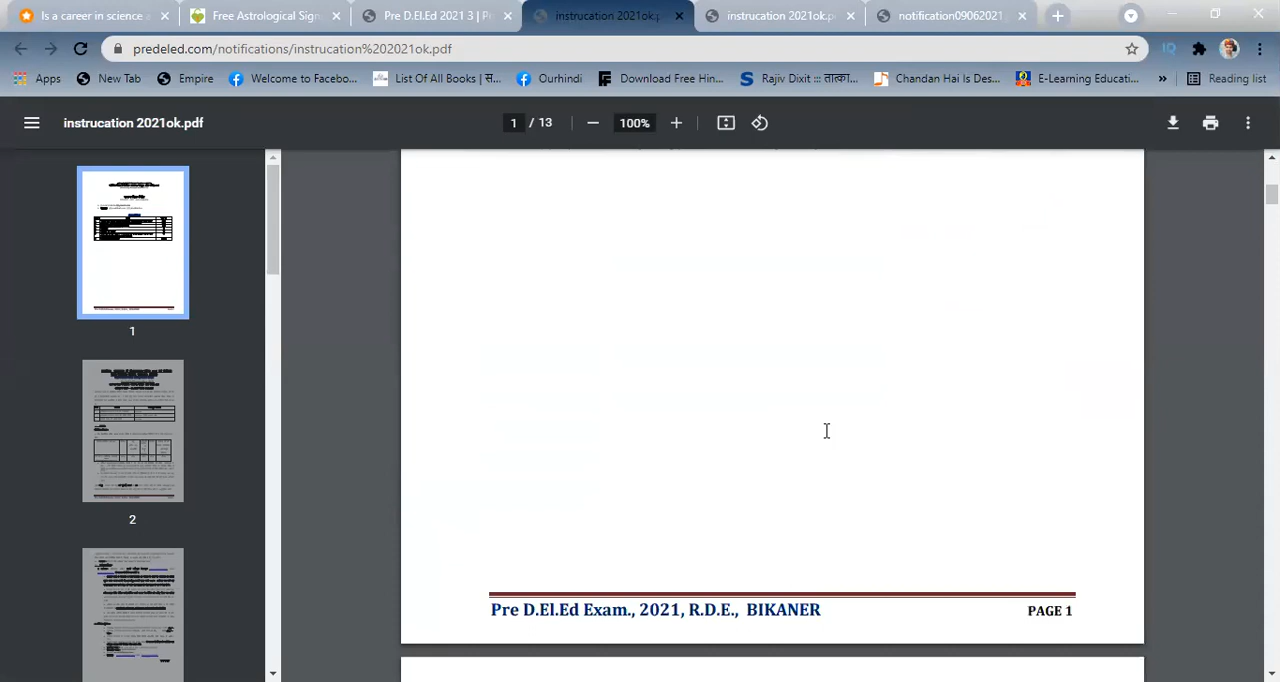 Is a career in science a
Free Astrological Sign
Pre D.El.Ed 2021 3 | P
instrucation 2021ok.p
instrucation 2021ok.p
notification09062021
predeled.com/notifications/instrucation%202021ok.pdf
Apps New Tab Empire Welcome to Facebo... List Of All Books | स... Ourhindi Download Free Hin... Rajiv Dixit ::: तात्का... Chandan Hai Is Des... E-Learning Educati... » Reading list
instrucation 2021ok.pdf
1 / 13
100%
1
2
Pre D.El.Ed Exam., 2021, R.D.E., BIKANER PAGE 1